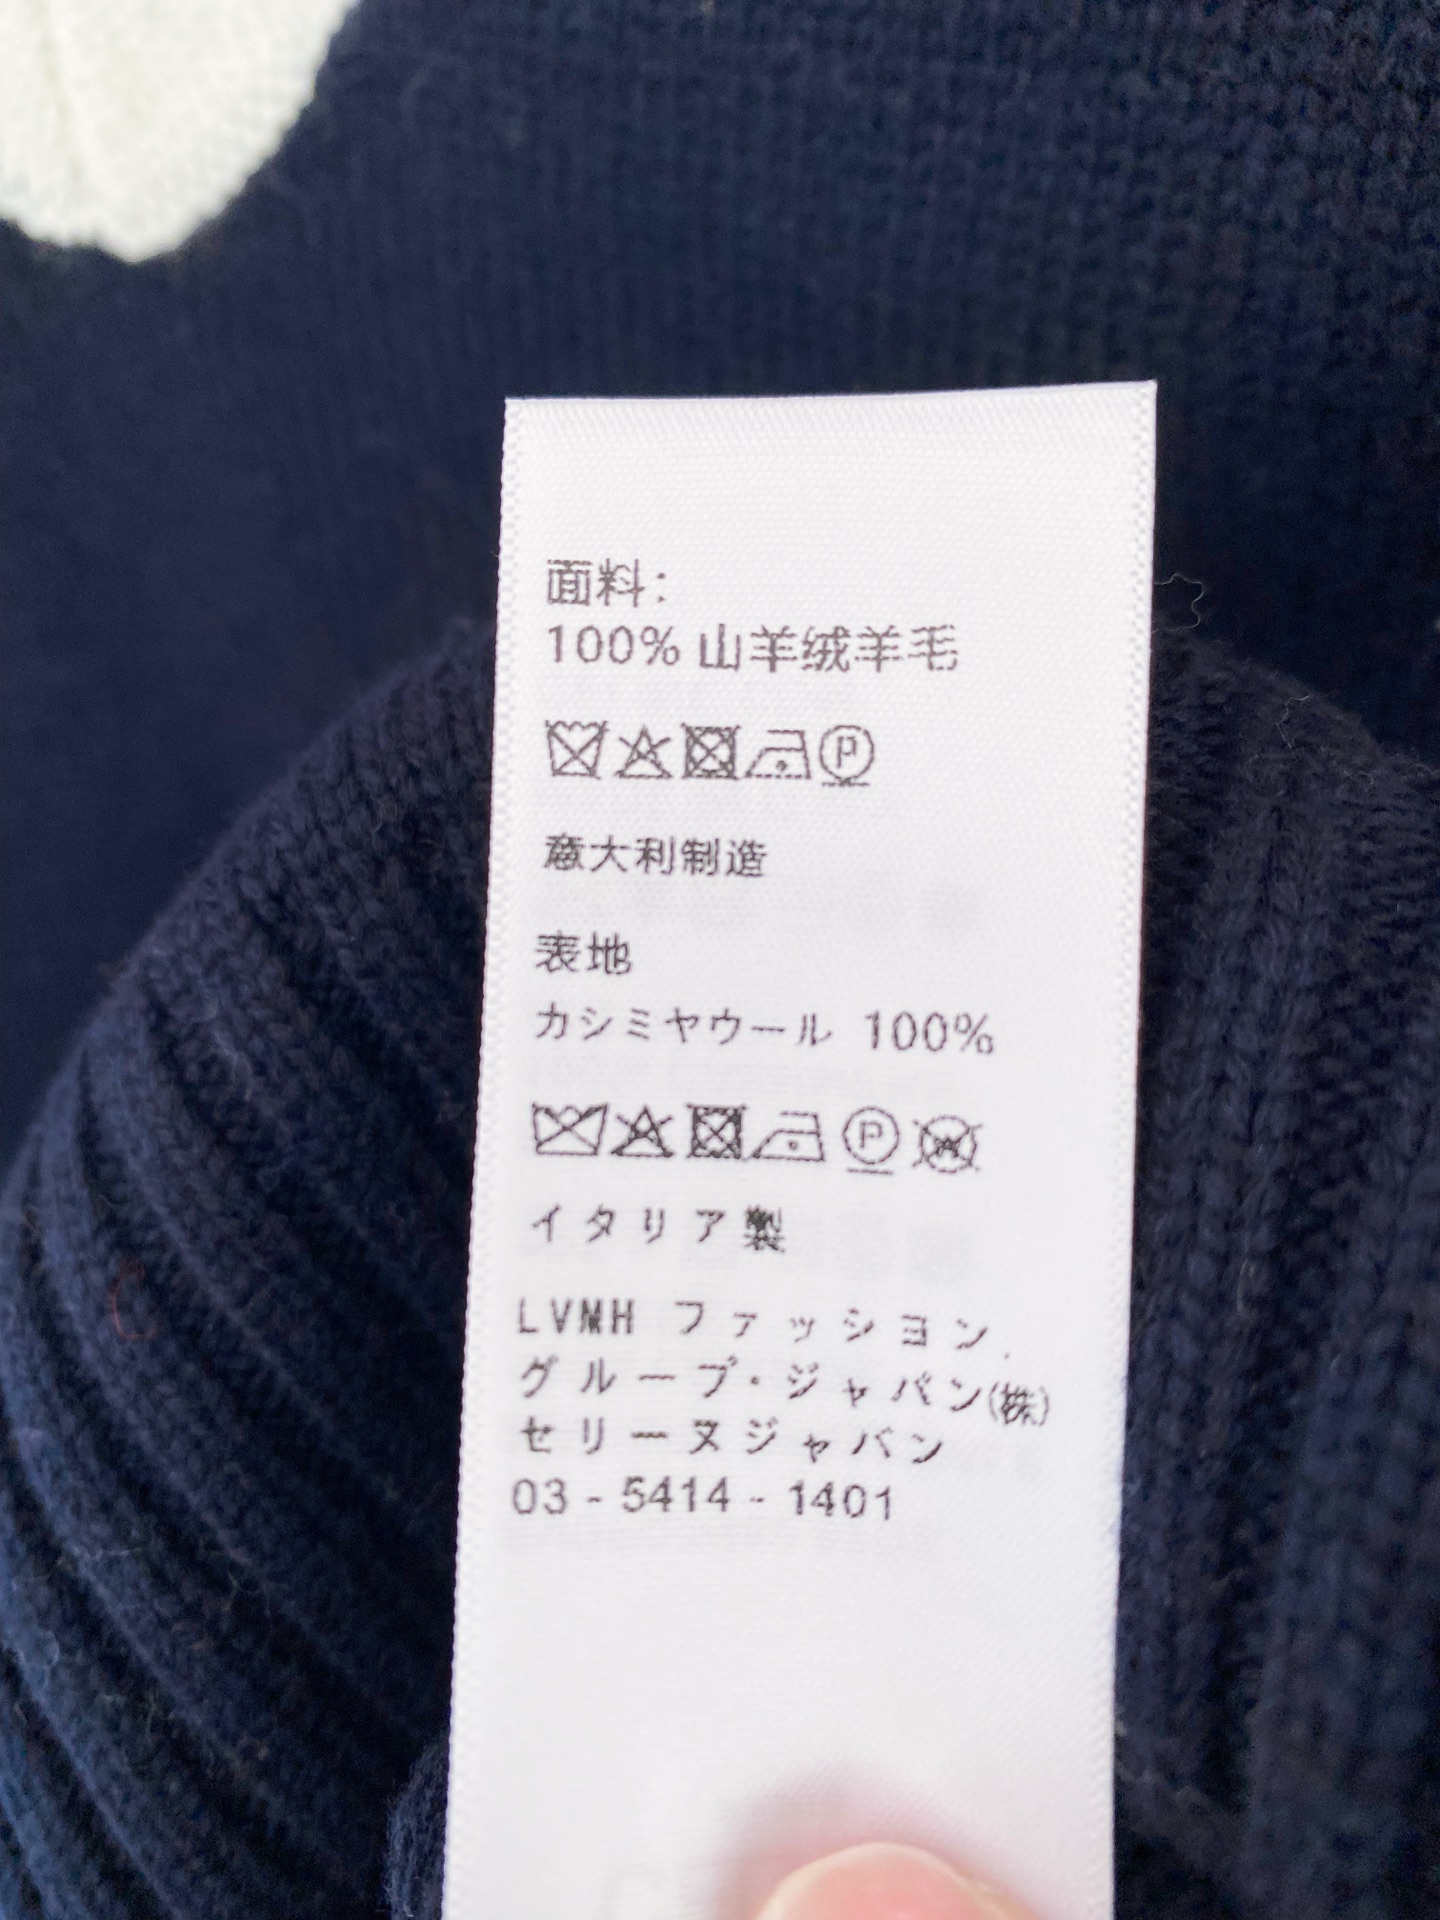 面料：
100% 山羊绒羊毛
意大利制造
表地
カシミヤウール 100%
イタリア製
LVMH ファッション.
グループ・ジャパン(株)
セリーヌジャパン
03 - 5414 - 1401